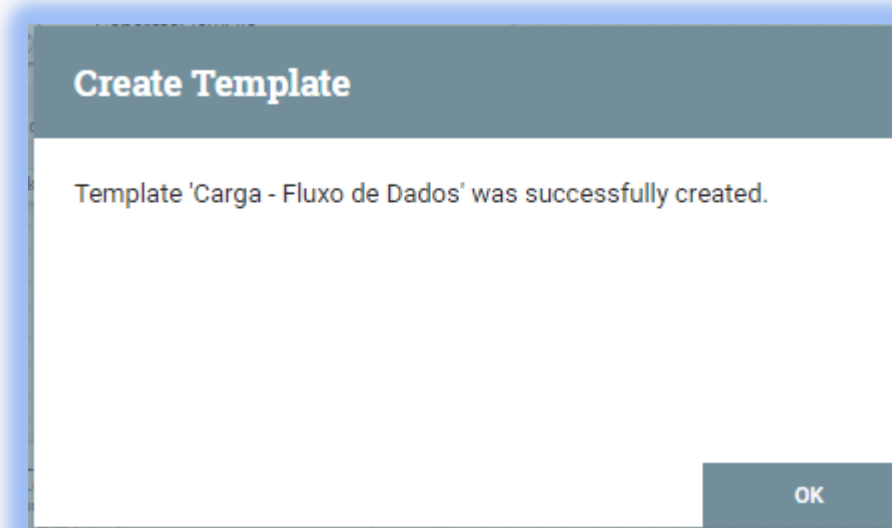 Create Template
Template 'Carga - Fluxo de Dados' was successfully created.
OK